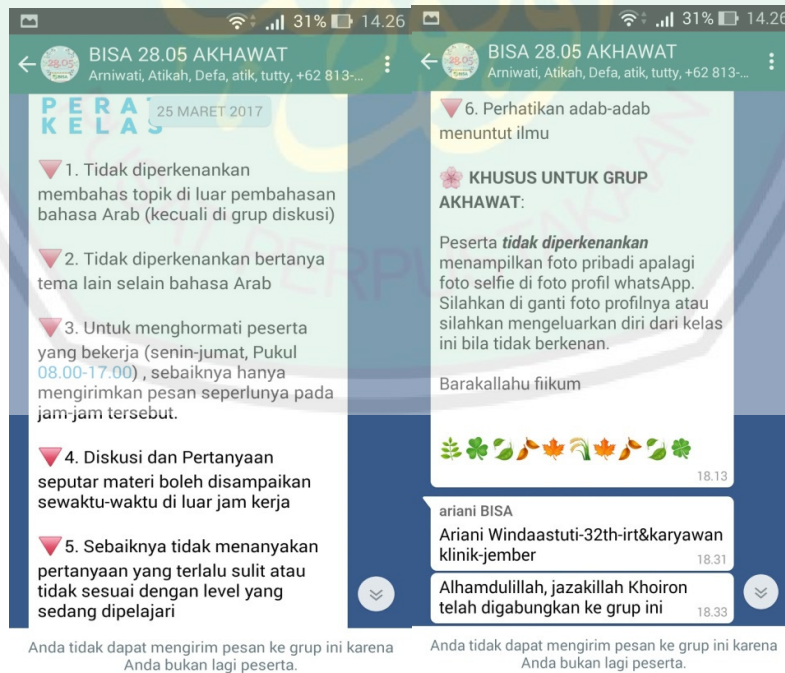 31% 14.26
BISA 28.05 AKHAWAT
Arniwati, Atikah, Defa, atik, tutty, +62 813-...
25 MARET 2017
KELAS
▼1. Tidak diperkenankan
membahas topik di luar pembahasan
bahasa Arab (kecuali di grup diskusi)
▼2. Tidak diperkenankan bertanya
tema lain selain bahasa Arab
▼3. Untuk menghormati peserta
yang bekerja (senin-jumat, Pukul
08.00-17.00) , sebaiknya hanya
mengirimkan pesan seperlunya pada
jam-jam tersebut.
▼4. Diskusi dan Pertanyaan
seputar materi boleh disampaikan
sewaktu-waktu di luar jam kerja
▼5. Sebaiknya tidak menanyakan
pertanyaan yang terlalu sulit atau
tidak sesuai dengan level yang
sedang dipelajari
Anda tidak dapat mengirim pesan ke grup ini karena
Anda bukan lagi peserta.
31% 14.26
BISA 28.05 AKHAWAT
Arniwati, Atikah, Defa, atik, tutty, +62 813-...
▼6. Perhatikan adab-adab
menuntut ilmu
🌸 KHUSUS UNTUK GRUP
AKHAWAT:
Peserta tidak diperkenankan
menampilkan foto pribadi apalagi
foto selfie di foto profil whatsApp.
Silahkan di ganti foto profilnya atau
silahkan mengeluarkan diri dari kelas
ini bila tidak berkenan.
Barakallahu fiikum
18.13
ariani BISA
Ariani Windaastuti-32th-irt&karyawan
klinik-jember
18.31
Alhamdulillah, jazakillah Khoiron
telah digabungkan ke grup ini
18.33
Anda tidak dapat mengirim pesan ke grup ini karena
Anda bukan lagi peserta.